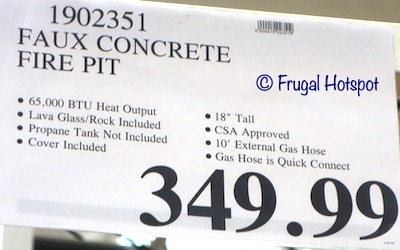 1902351
FAUX CONCRETE
FIRE PIT
© Frugal Hotspot
• 65,000 BTU Heat Output
• Lava Glass/Rock Included
• Propane Tank Not Included
• Cover Included
• 18" Tall
• CSA Approved
• 10' External Gas Hose
• Gas Hose is Quick Connect
349.99